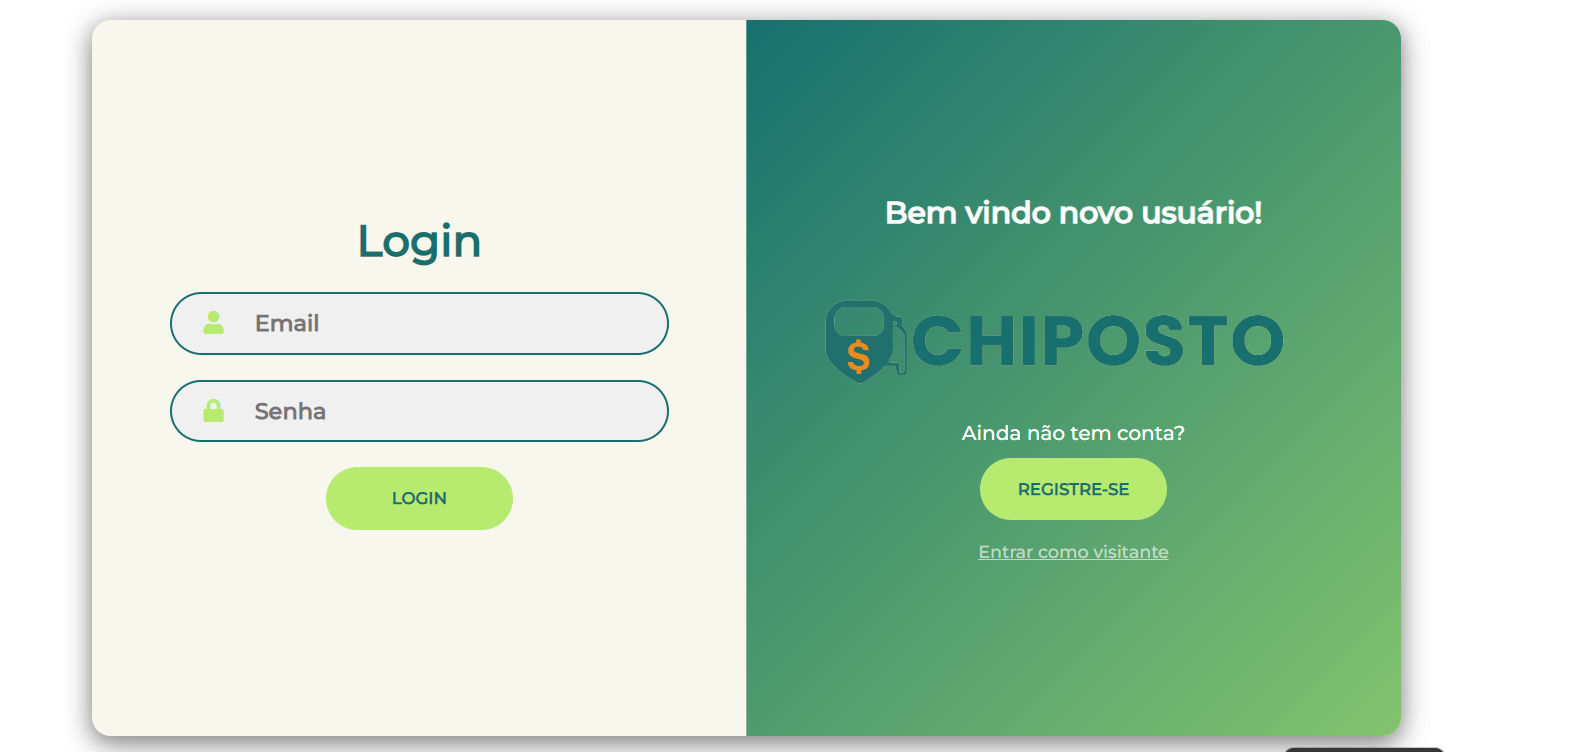 Login
Email
Senha
LOGIN
Bem vindo novo usuário!
$
CHIPOSTO
Ainda não tem conta?
REGISTRE-SE
Entrar como visitante